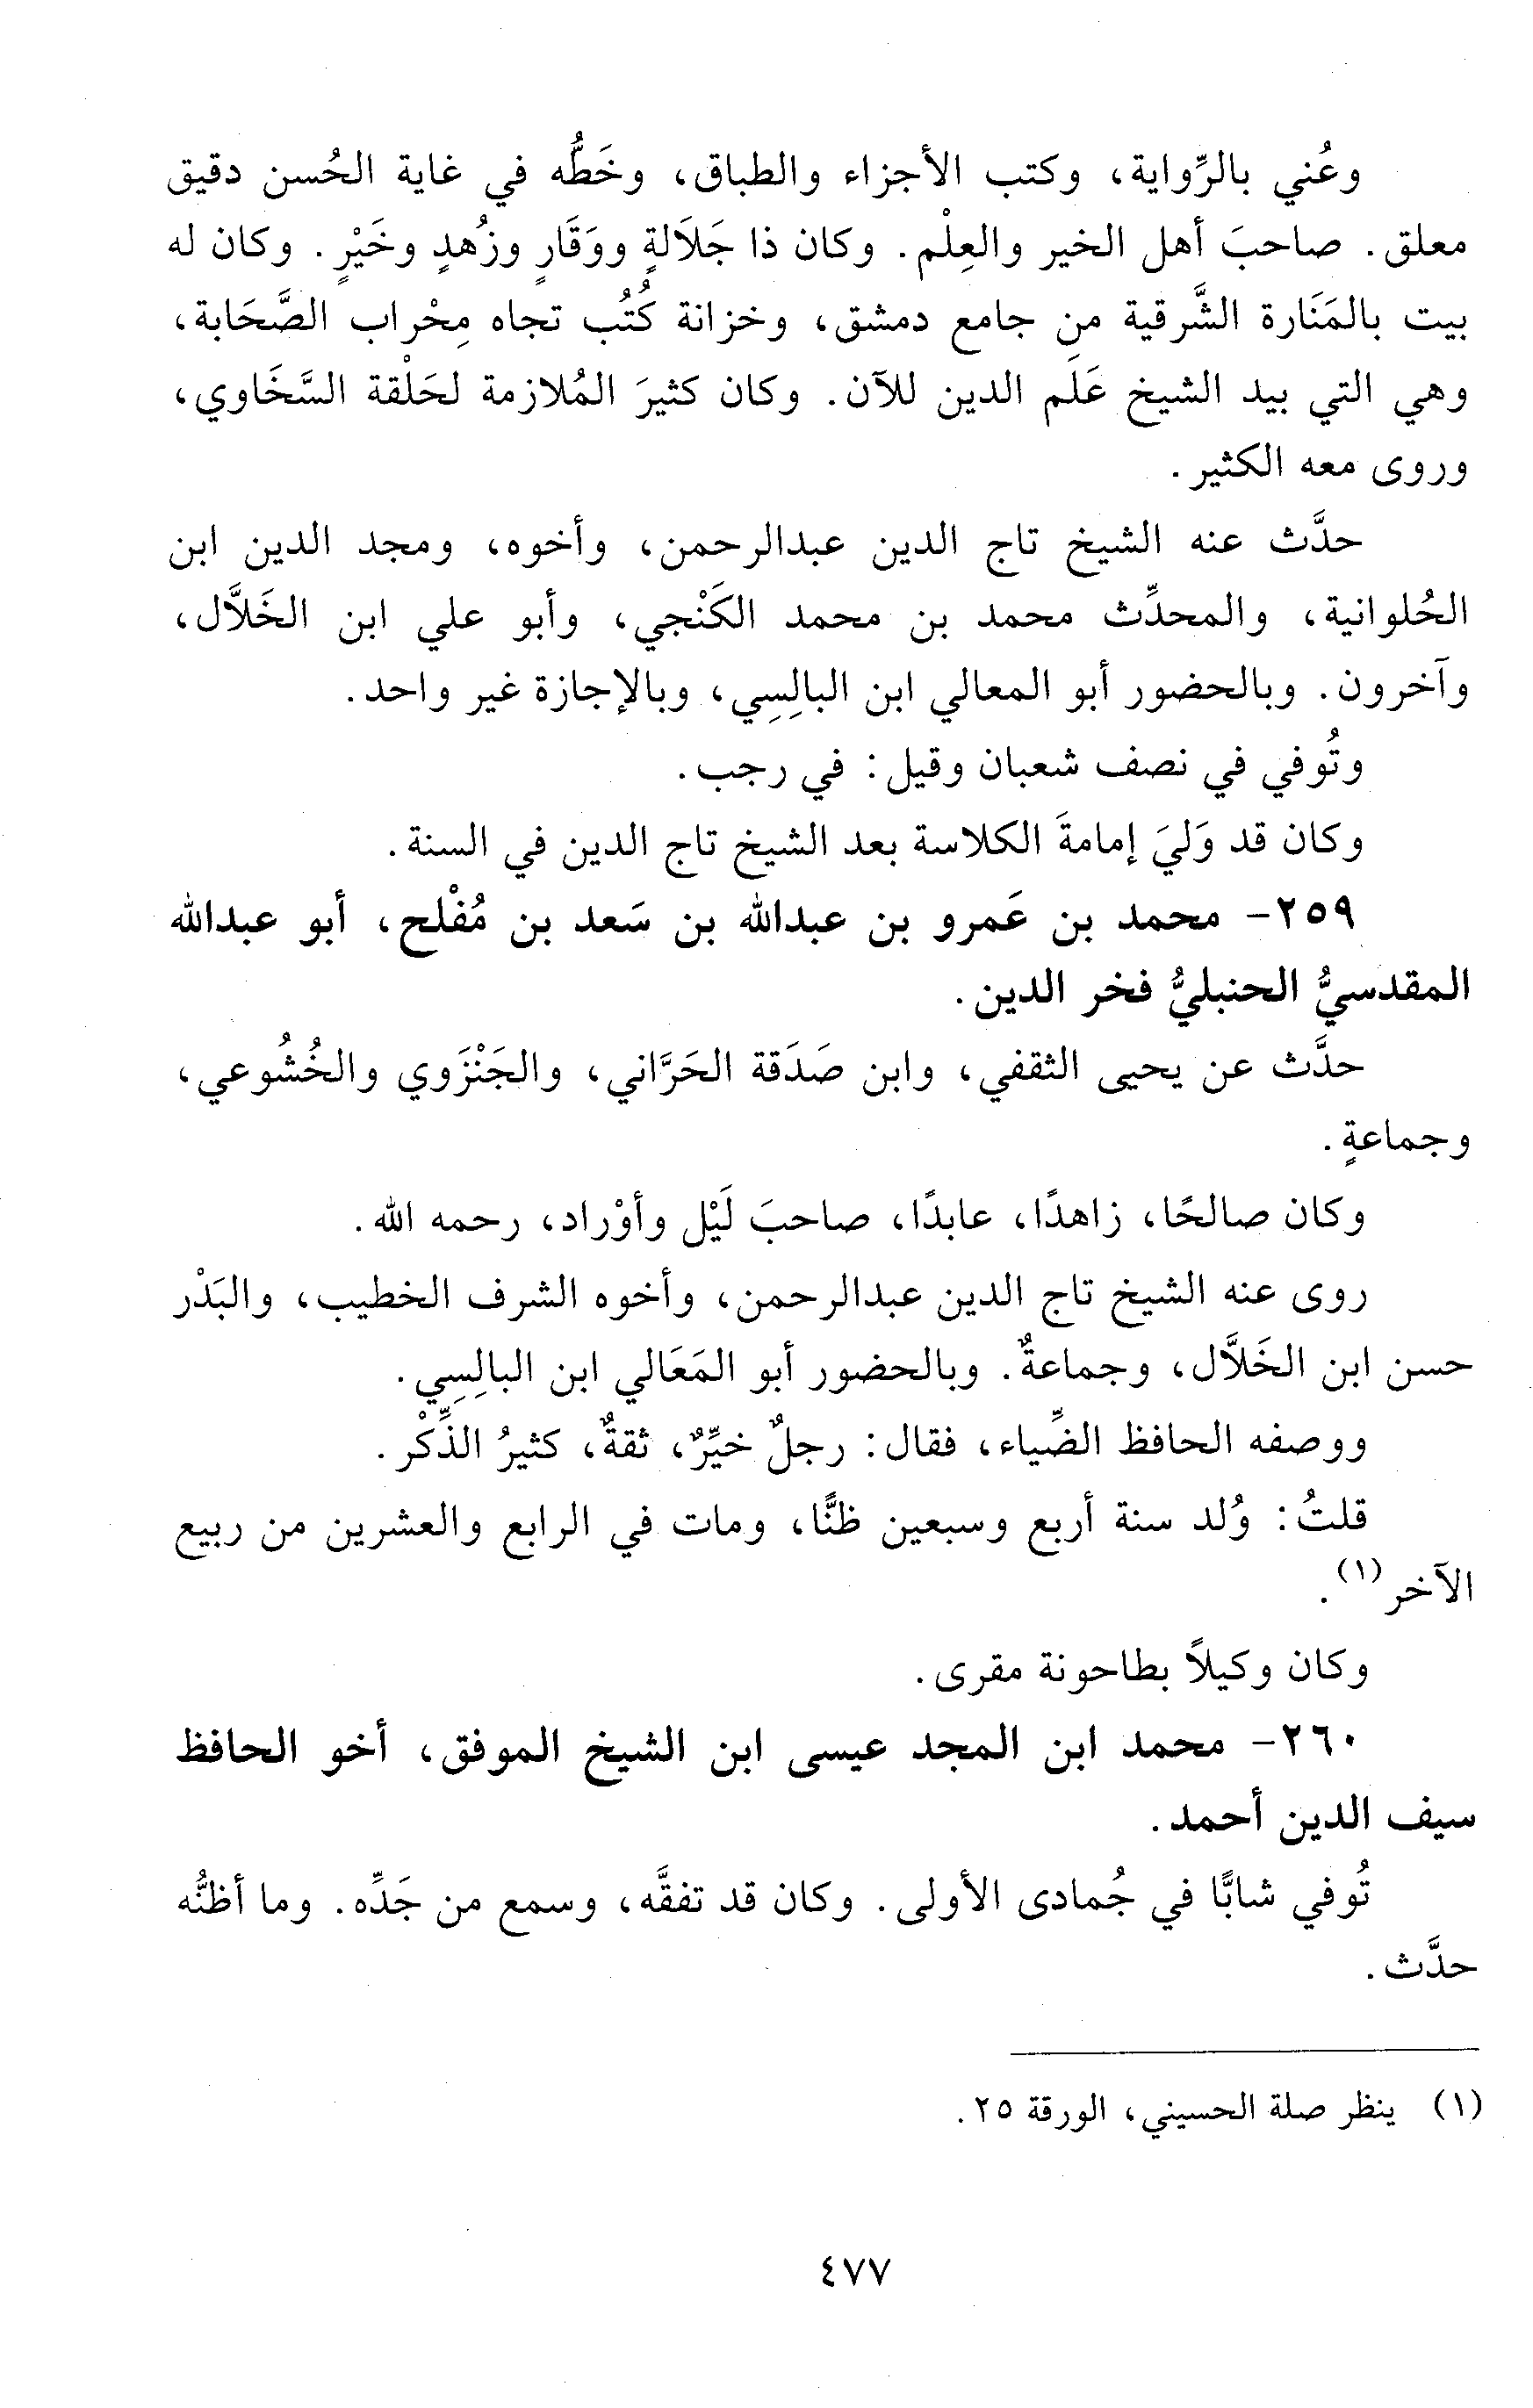 وعُني بالرِّواية، وكتب الأجزاء والطباق، وخَطُّه في غاية الحُسن دقيق
معلق. صاحبَ أهل الخير والعِلْم. وكان ذا جَلاَلةٍ ووَقَارٍ وزُهدٍ وخَيْرٍ. وكان له
بيت بالمَنَارة الشَّرقية من جامع دمشق، وخزانة كُتُب تجاه مِحْراب الصَّحَابة،
وهي التي بيد الشيخ عَلَم الدين للآن. وكان كثيرَ المُلازمة لحَلْقة السَّخَاوي،
وروى معه الكثير.
حدَّث عنه الشيخ تاج الدين عبدالرحمن، وأخوه، ومجد الدين ابن
الحُلوانية، والمحدِّث محمد بن محمد الكَنْجي، وأبو علي ابن الخَلاَّل،
وآخرون. وبالحضور أبو المعالي ابن البالِسِي، وبالإجازة غير واحد.
وتُوفي في نصف شعبان وقيل: في رجب.
وكان قد وَليَ إمامةَ الكلاسة بعد الشيخ تاج الدين في السنة.
٢٥٩- محمد بن عَمرو بن عبدالله بن سَعد بن مُفْلح، أبو عبدالله
المقدسيُّ الحنبليُّ فخر الدين.
حدَّث عن يحيى الثقفي، وابن صَدَقة الحَرَّاني، والجَنْزَوي والخُشُوعي،
وجماعةٍ.
وكان صالحًا، زاهدًا، عابدًا، صاحبَ لَيْل وأوْراد، رحمه الله.
روى عنه الشيخ تاج الدين عبدالرحمن، وأخوه الشرف الخطيب، والبَدْر
حسن ابن الخَلاَّل، وجماعةٌ. وبالحضور أبو المَعَالي ابن البالِسِي.
ووصفه الحافظ الضِّياء، فقال: رجلٌ خيِّرٌ، ثقةٌ، كثيرُ الذِّكْر.
قلتُ: وُلد سنة أربع وسبعين ظنًّا، ومات في الرابع والعشرين من ربيع
الآخر(١).
وكان وكيلاً بطاحونة مقرى.
٢٦٠- محمد ابن المجد عيسى ابن الشيخ الموفق، أخو الحافظ
سيف الدين أحمد.
تُوفي شابًّا في جُمادى الأولى. وكان قد تفقَّه، وسمع من جَدِّه. وما أظنُّه
حدَّث.
(١) ينظر صلة الحسيني، الورقة ٢٥.
٤٧٧